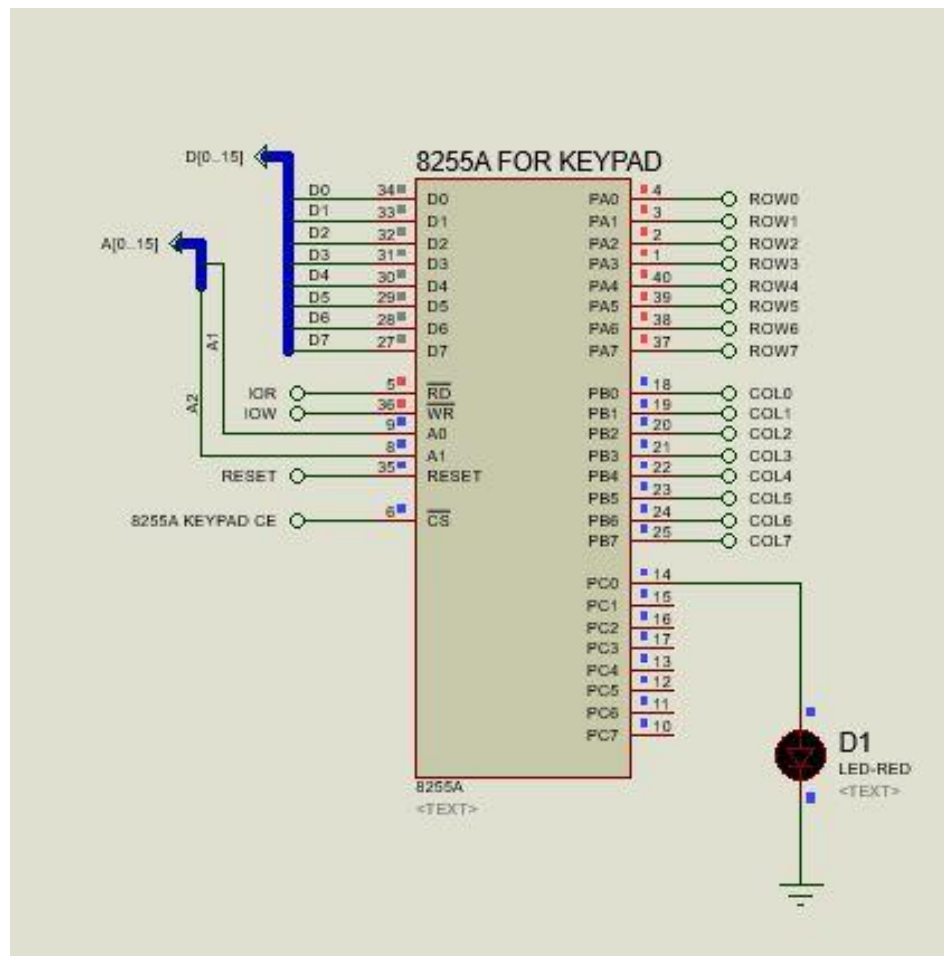 8255A FOR KEYPAD
D[0..15]
A[0..15]
D0 34 D0 PA0 4 ROW0
D1 33 D1 PA1 3 ROW1
D2 32 D2 PA2 2 ROW2
D3 31 D3 PA3 1 ROW3
D4 30 D4 PA4 40 ROW4
D5 29 D5 PA5 39 ROW5
D6 28 D6 PA6 38 ROW6
D7 27 D7 PA7 37 ROW7
A1
A2
IOR 5 RD PB0 18 COL0
IOW 36 WR PB1 19 COL1
9 A0 PB2 20 COL2
8 A1 PB3 21 COL3
RESET 35 RESET PB4 22 COL4
PB5 23 COL5
8255A KEYPAD CE 6 CS PB6 24 COL6
PB7 25 COL7
PC0 14
PC1 15
PC2 16
PC3 17
PC4 13
PC5 12
PC6 11
PC7 10
D1
LED-RED
<TEXT>
8255A
<TEXT>